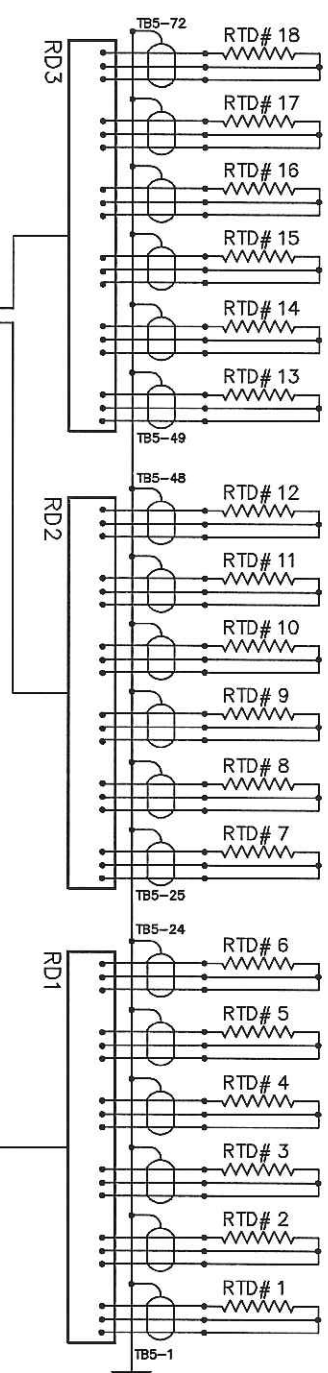 TB5-72
RTD# 18
RD3
RTD# 17
RTD# 16
RTD# 15
RTD# 14
RTD# 13
TB5-49
TB5-48
RTD# 12
RD2
RTD# 11
RTD# 10
RTD# 9
RTD# 8
RTD# 7
TB5-25
TB5-24
RTD# 6
RD1
RTD# 5
RTD# 4
RTD# 3
RTD# 2
RTD# 1
TB5-1